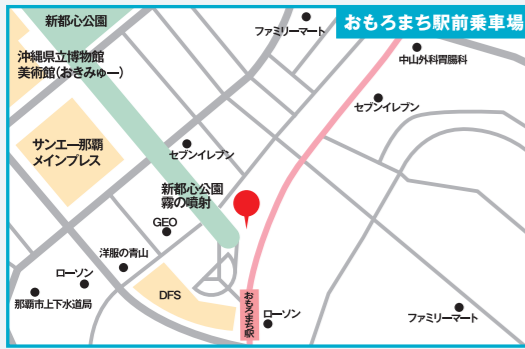 おもろまち駅前乗車場
新都心公園
ファミリーマート
沖縄県立博物館
美術館(おきみゅー)
中山外科胃腸科
セブンイレブン
サンエー那覇
メインプレス
セブンイレブン
新都心公園
霧の噴射
GEO
洋服の青山
ローソン
那覇市上下水道局
DFS
おもろまち駅
ローソン
ファミリーマート